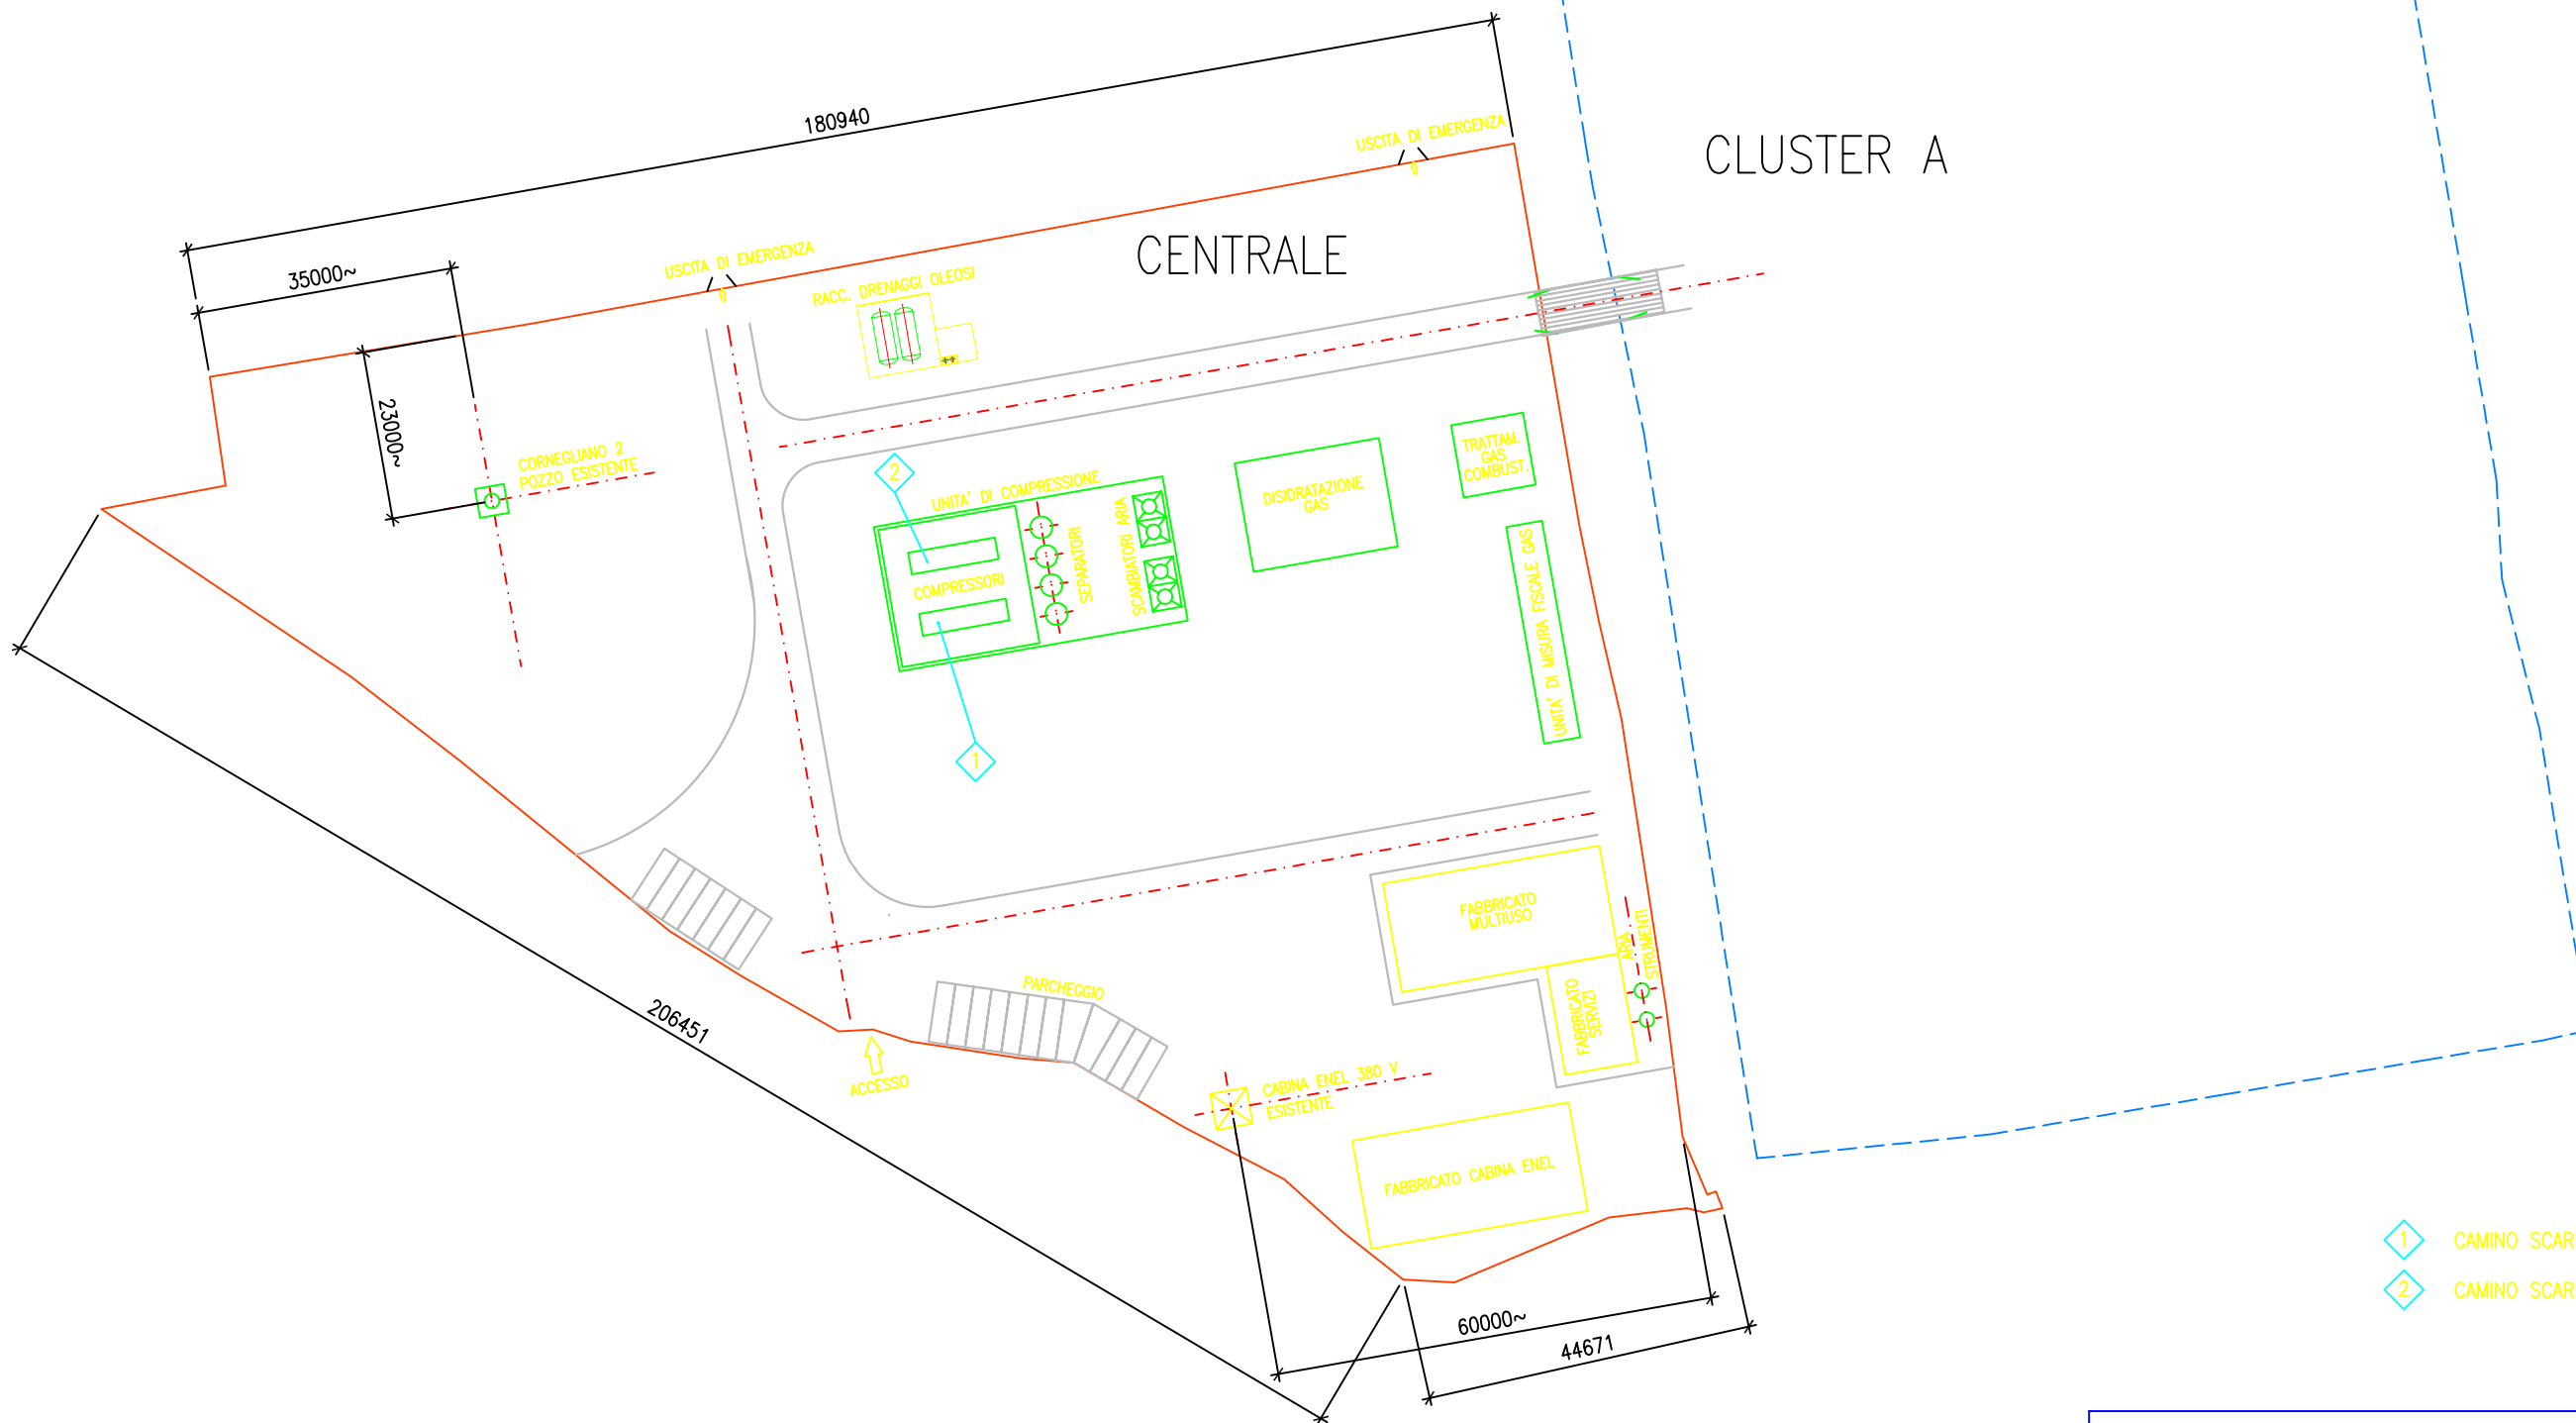 180940
USCITA DI EMERGENZA
CLUSTER A
CENTRALE
USCITA DI EMERGENZA
35000~
RACC. DRENAGGI OLEOSI
23000~
CORNEGLIANO 2
POZZO ESISTENTE
2
UNITA' DI COMPRESSIONE
COMPRESSORI
SEPARATORI
SCAMBIATORI ARIA
DISIDRATAZIONE
GAS
TRATTAM.
GAS
COMBUST.
UNITA' DI MISURA FISCALE GAS
1
FABBRICATO
MULTIUSO
ARIA
STRUMENTI
FABBRICATO
SERVIZI
PARCHEGGIO
206451
ACCESSO
CABINA ENEL 380 V
ESISTENTE
FABBRICATO CABINA ENEL
1 CAMINO SCAR
2 CAMINO SCAR
60000~
44671